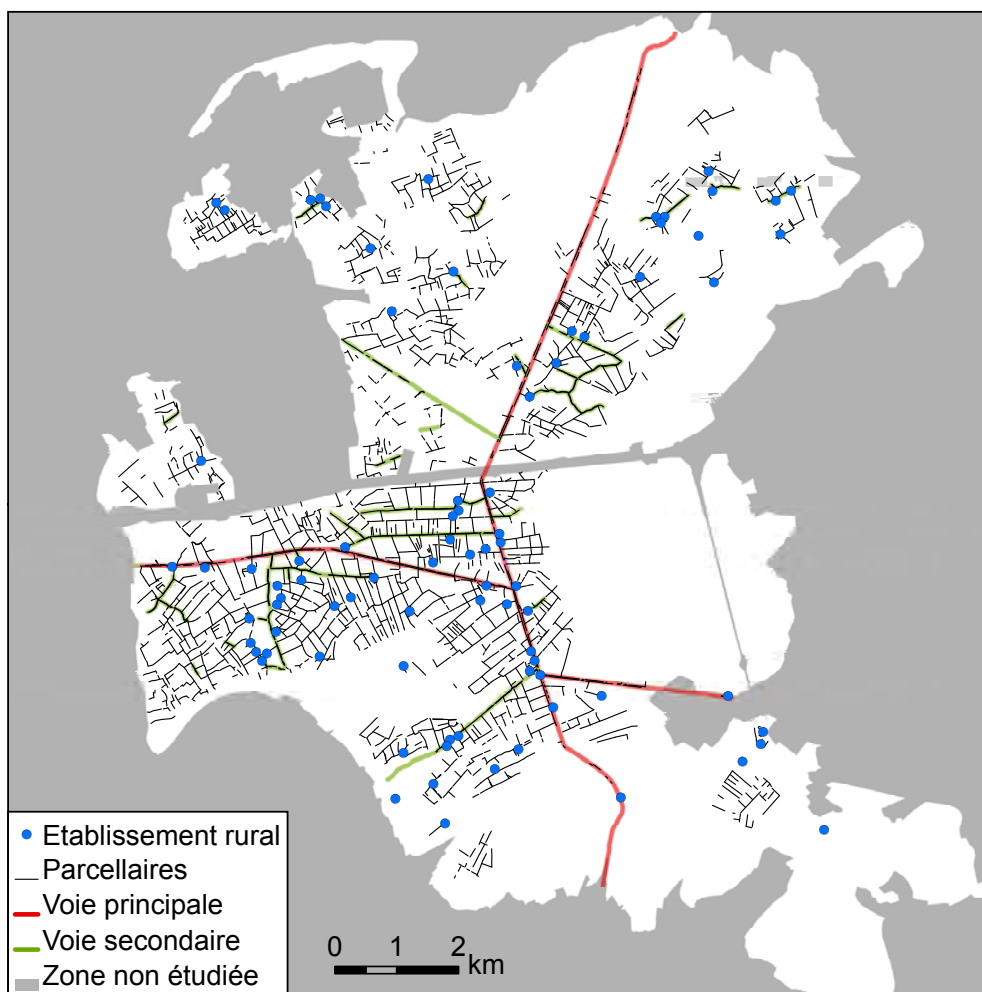 Etablissement rural
Parcellaires
Voie principale
Voie secondaire
Zone non étudiée
0 1 2
km